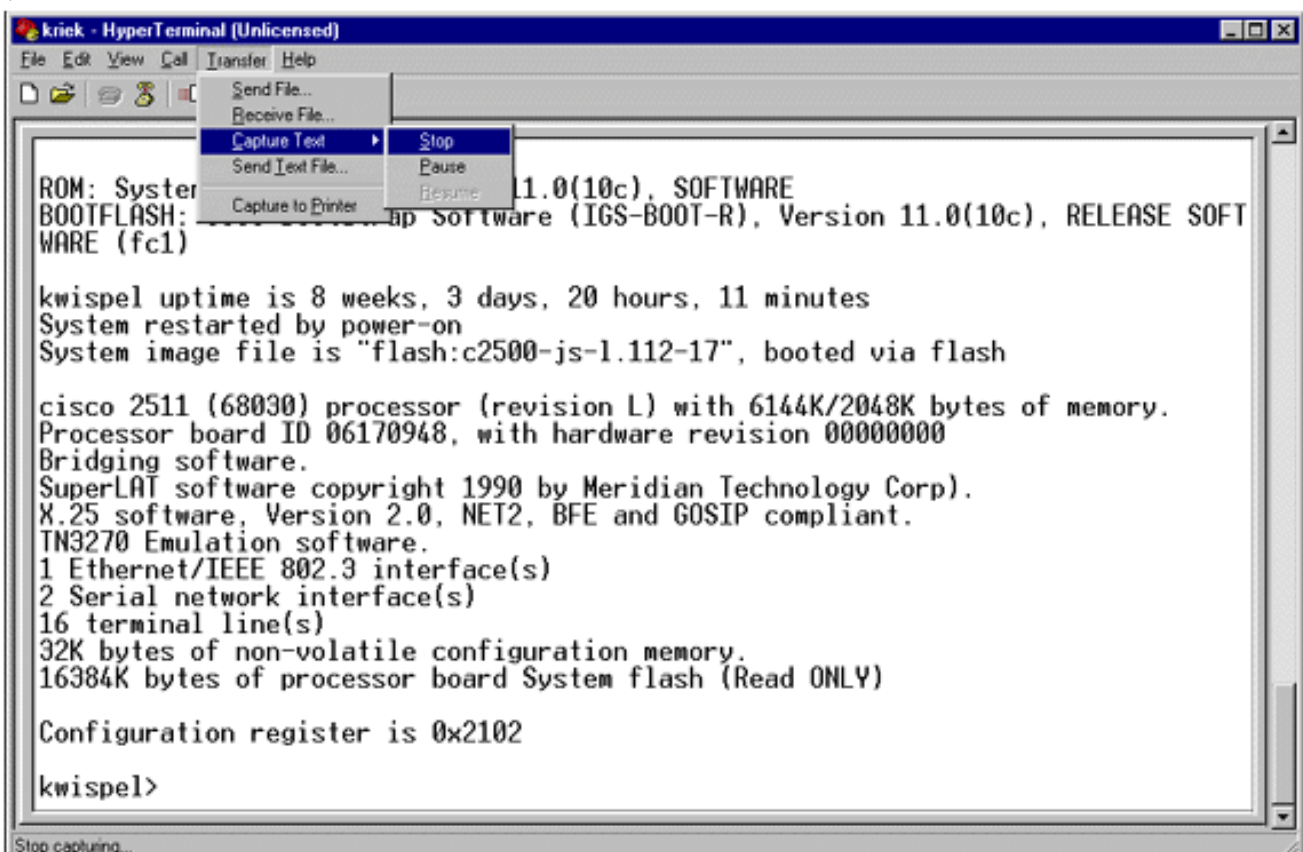 kriek - HyperTerminal (Unlicensed)
File Edit View Call Transfer Help
Send File...
Receive File...
Capture Text
Send Text File...
Capture to Printer
Stop
Pause
Resume
ROM: 11.0(10c), SOFTWARE
BOOTFLASH: Software (IGS-BOOT-R), Version 11.0(10c), RELEASE SOFT
WARE (fc1)
kwispel uptime is 8 weeks, 3 days, 20 hours, 11 minutes
System restarted by power-on
System image file is "flash:c2500-js-l.112-17", booted via flash
cisco 2511 (68030) processor (revision L) with 6144K/2048K bytes of memory.
Processor board ID 06170948, with hardware revision 00000000
Bridging software.
SuperLAT software copyright 1990 by Meridian Technology Corp).
X.25 software, Version 2.0, NET2, BFE and GOSIP compliant.
TN3270 Emulation software.
1 Ethernet/IEEE 802.3 interface(s)
2 Serial network interface(s)
16 terminal line(s)
32K bytes of non-volatile configuration memory.
16384K bytes of processor board System flash (Read ONLY)
Configuration register is 0x2102
kwispel>
Stop capturing...